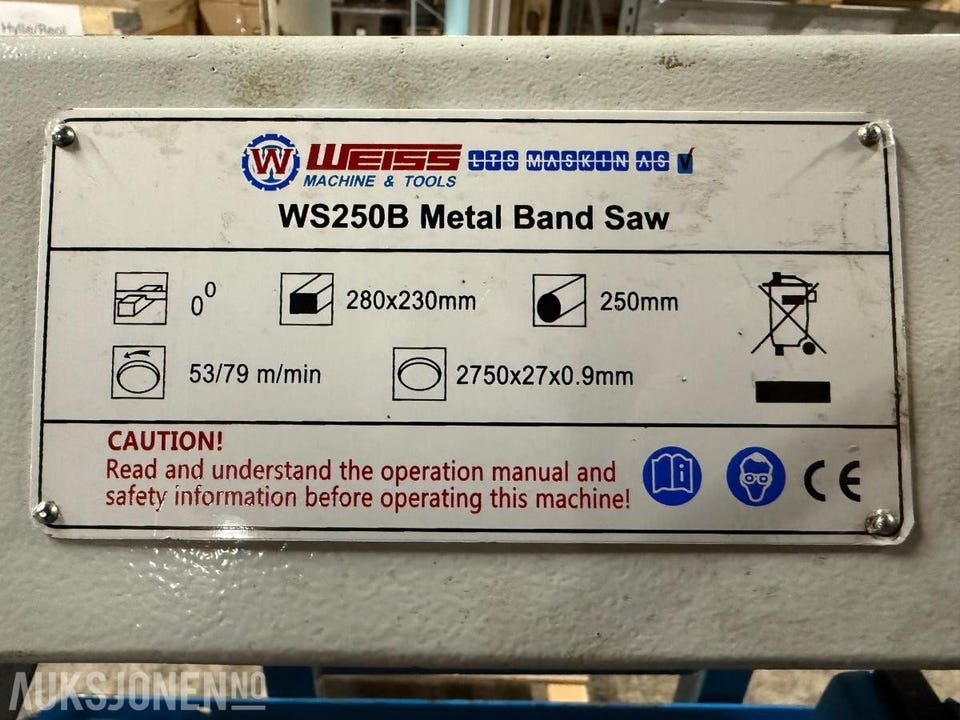 Hylle/Reol
W WEISS LTS MASKIN AS V
MACHINE & TOOLS
WS250B Metal Band Saw
0⁰ 280x230mm 250mm
53/79 m/min 2750x27x0.9mm
CAUTION!
Read and understand the operation manual and
safety information before operating this machine!
i CE
AUKSJONEN.NO